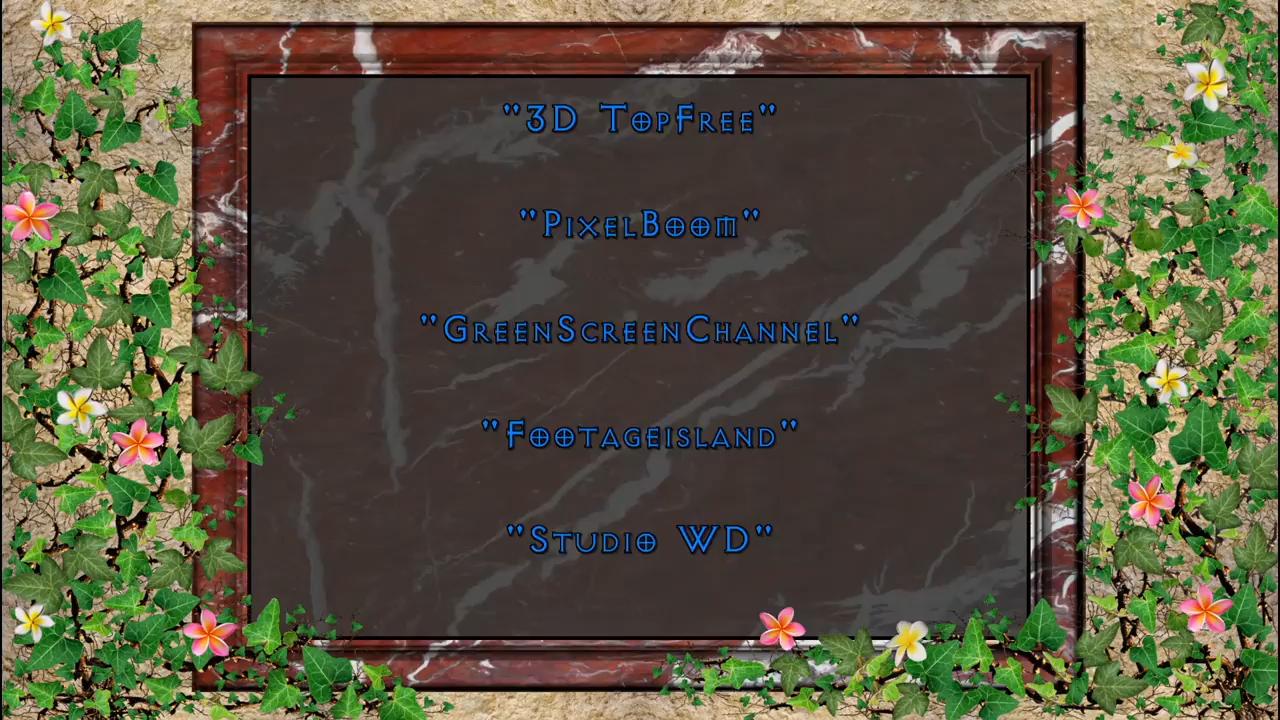 "3D TopFree"
"PixelBoom"
"GreenScreenChannel"
"Footageisland"
"Studio WD"